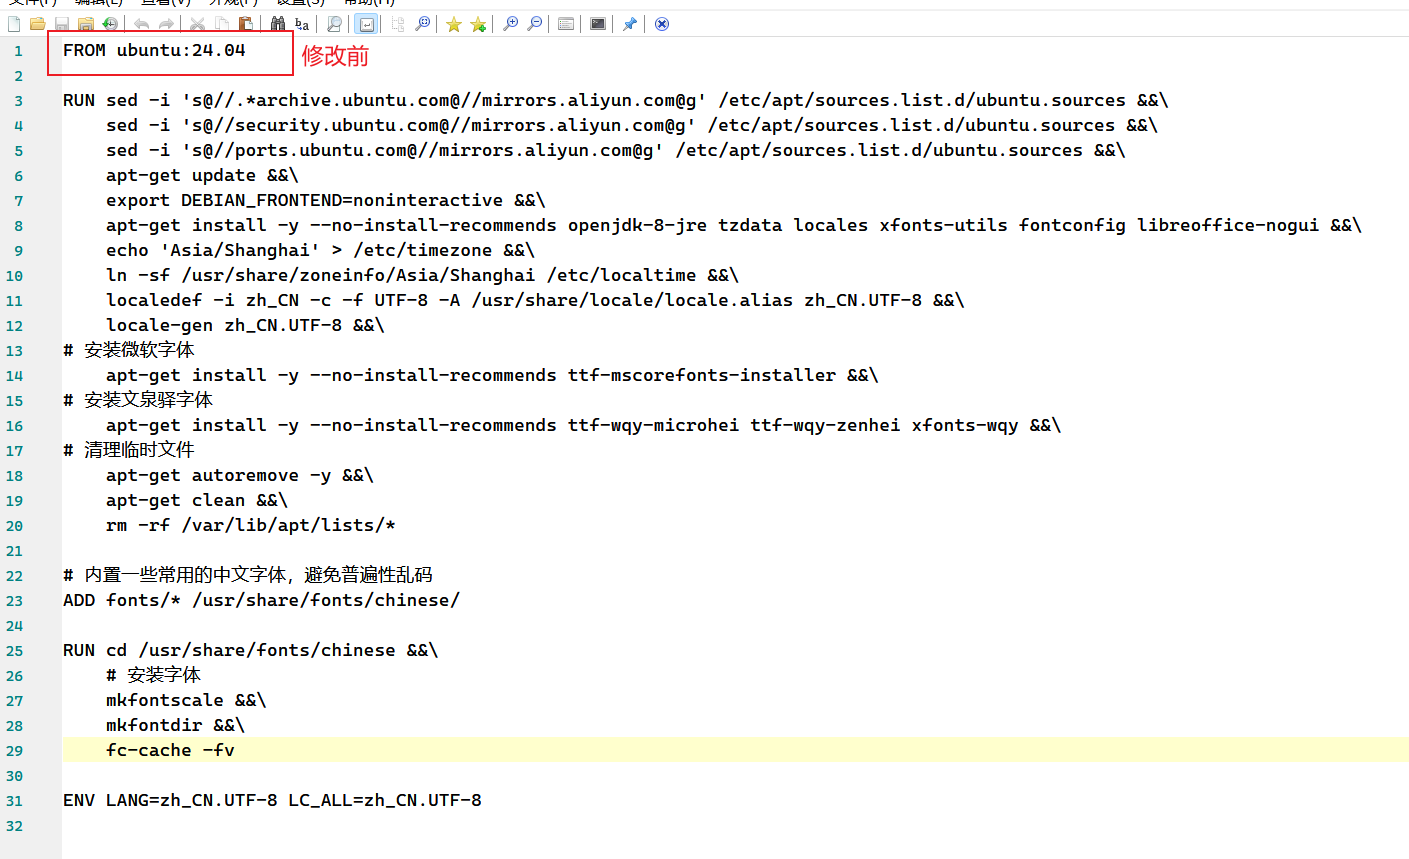 文件(F) 编辑(E) 查看(V) 外观(P) 设置(S) 帮助(H)
1 FROM ubuntu:24.04 修改前
2
3 RUN sed -i 's@//.*archive.ubuntu.com@//mirrors.aliyun.com@g' /etc/apt/sources.list.d/ubuntu.sources &&\
4 sed -i 's@//security.ubuntu.com@//mirrors.aliyun.com@g' /etc/apt/sources.list.d/ubuntu.sources &&\
5 sed -i 's@//ports.ubuntu.com@//mirrors.aliyun.com@g' /etc/apt/sources.list.d/ubuntu.sources &&\
6 apt-get update &&\
7 export DEBIAN_FRONTEND=noninteractive &&\
8 apt-get install -y --no-install-recommends openjdk-8-jre tzdata locales xfonts-utils fontconfig libreoffice-nogui &&\
9 echo 'Asia/Shanghai' > /etc/timezone &&\
10 ln -sf /usr/share/zoneinfo/Asia/Shanghai /etc/localtime &&\
11 localedef -i zh_CN -c -f UTF-8 -A /usr/share/locale/locale.alias zh_CN.UTF-8 &&\
12 locale-gen zh_CN.UTF-8 &&\
13 # 安装微软字体
14 apt-get install -y --no-install-recommends ttf-mscorefonts-installer &&\
15 # 安装文泉驿字体
16 apt-get install -y --no-install-recommends ttf-wqy-microhei ttf-wqy-zenhei xfonts-wqy &&\
17 # 清理临时文件
18 apt-get autoremove -y &&\
19 apt-get clean &&\
20 rm -rf /var/lib/apt/lists/*
21
22 # 内置一些常用的中文字体，避免普遍性乱码
23 ADD fonts/* /usr/share/fonts/chinese/
24
25 RUN cd /usr/share/fonts/chinese &&\
26 # 安装字体
27 mkfontscale &&\
28 mkfontdir &&\
29 fc-cache -fv
30
31 ENV LANG=zh_CN.UTF-8 LC_ALL=zh_CN.UTF-8
32